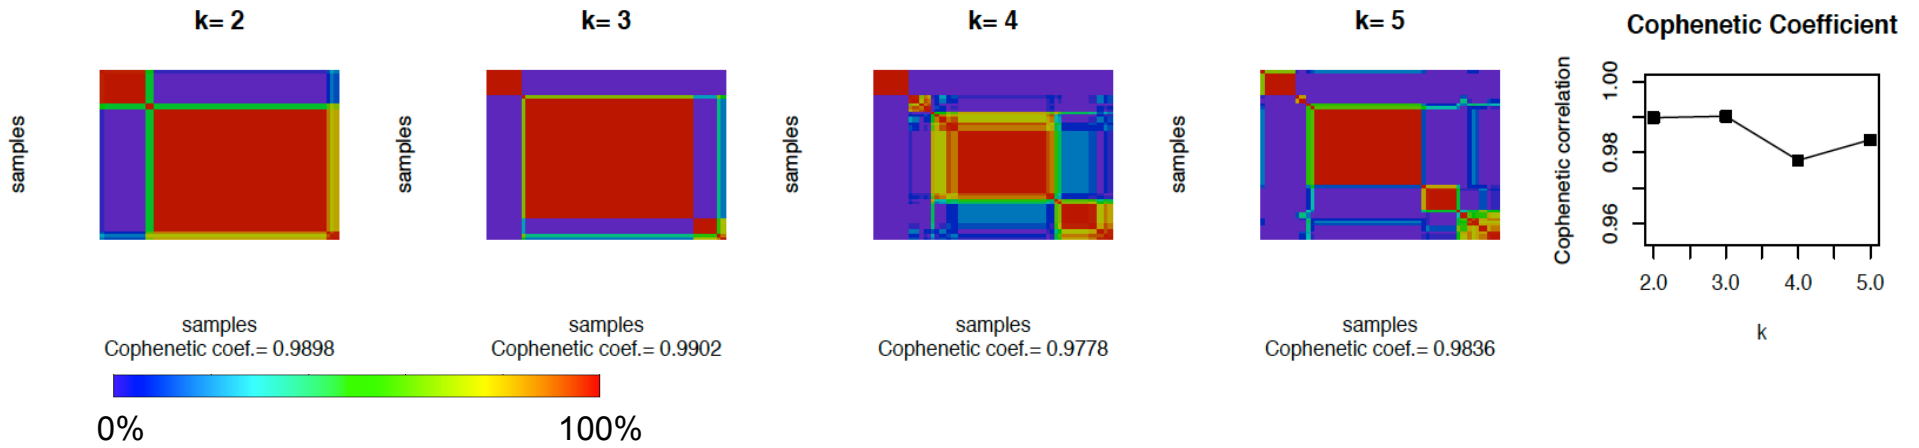 k= 2
samples
samples
Cophenetic coef.= 0.9898
k= 3
samples
samples
Cophenetic coef.= 0.9902
k= 4
samples
samples
Cophenetic coef.= 0.9778
k= 5
samples
samples
Cophenetic coef.= 0.9836
Cophenetic Coefficient
Cophenetic correlation
1.00
0.98
0.96
2.0 3.0 4.0 5.0
k
0% 100%